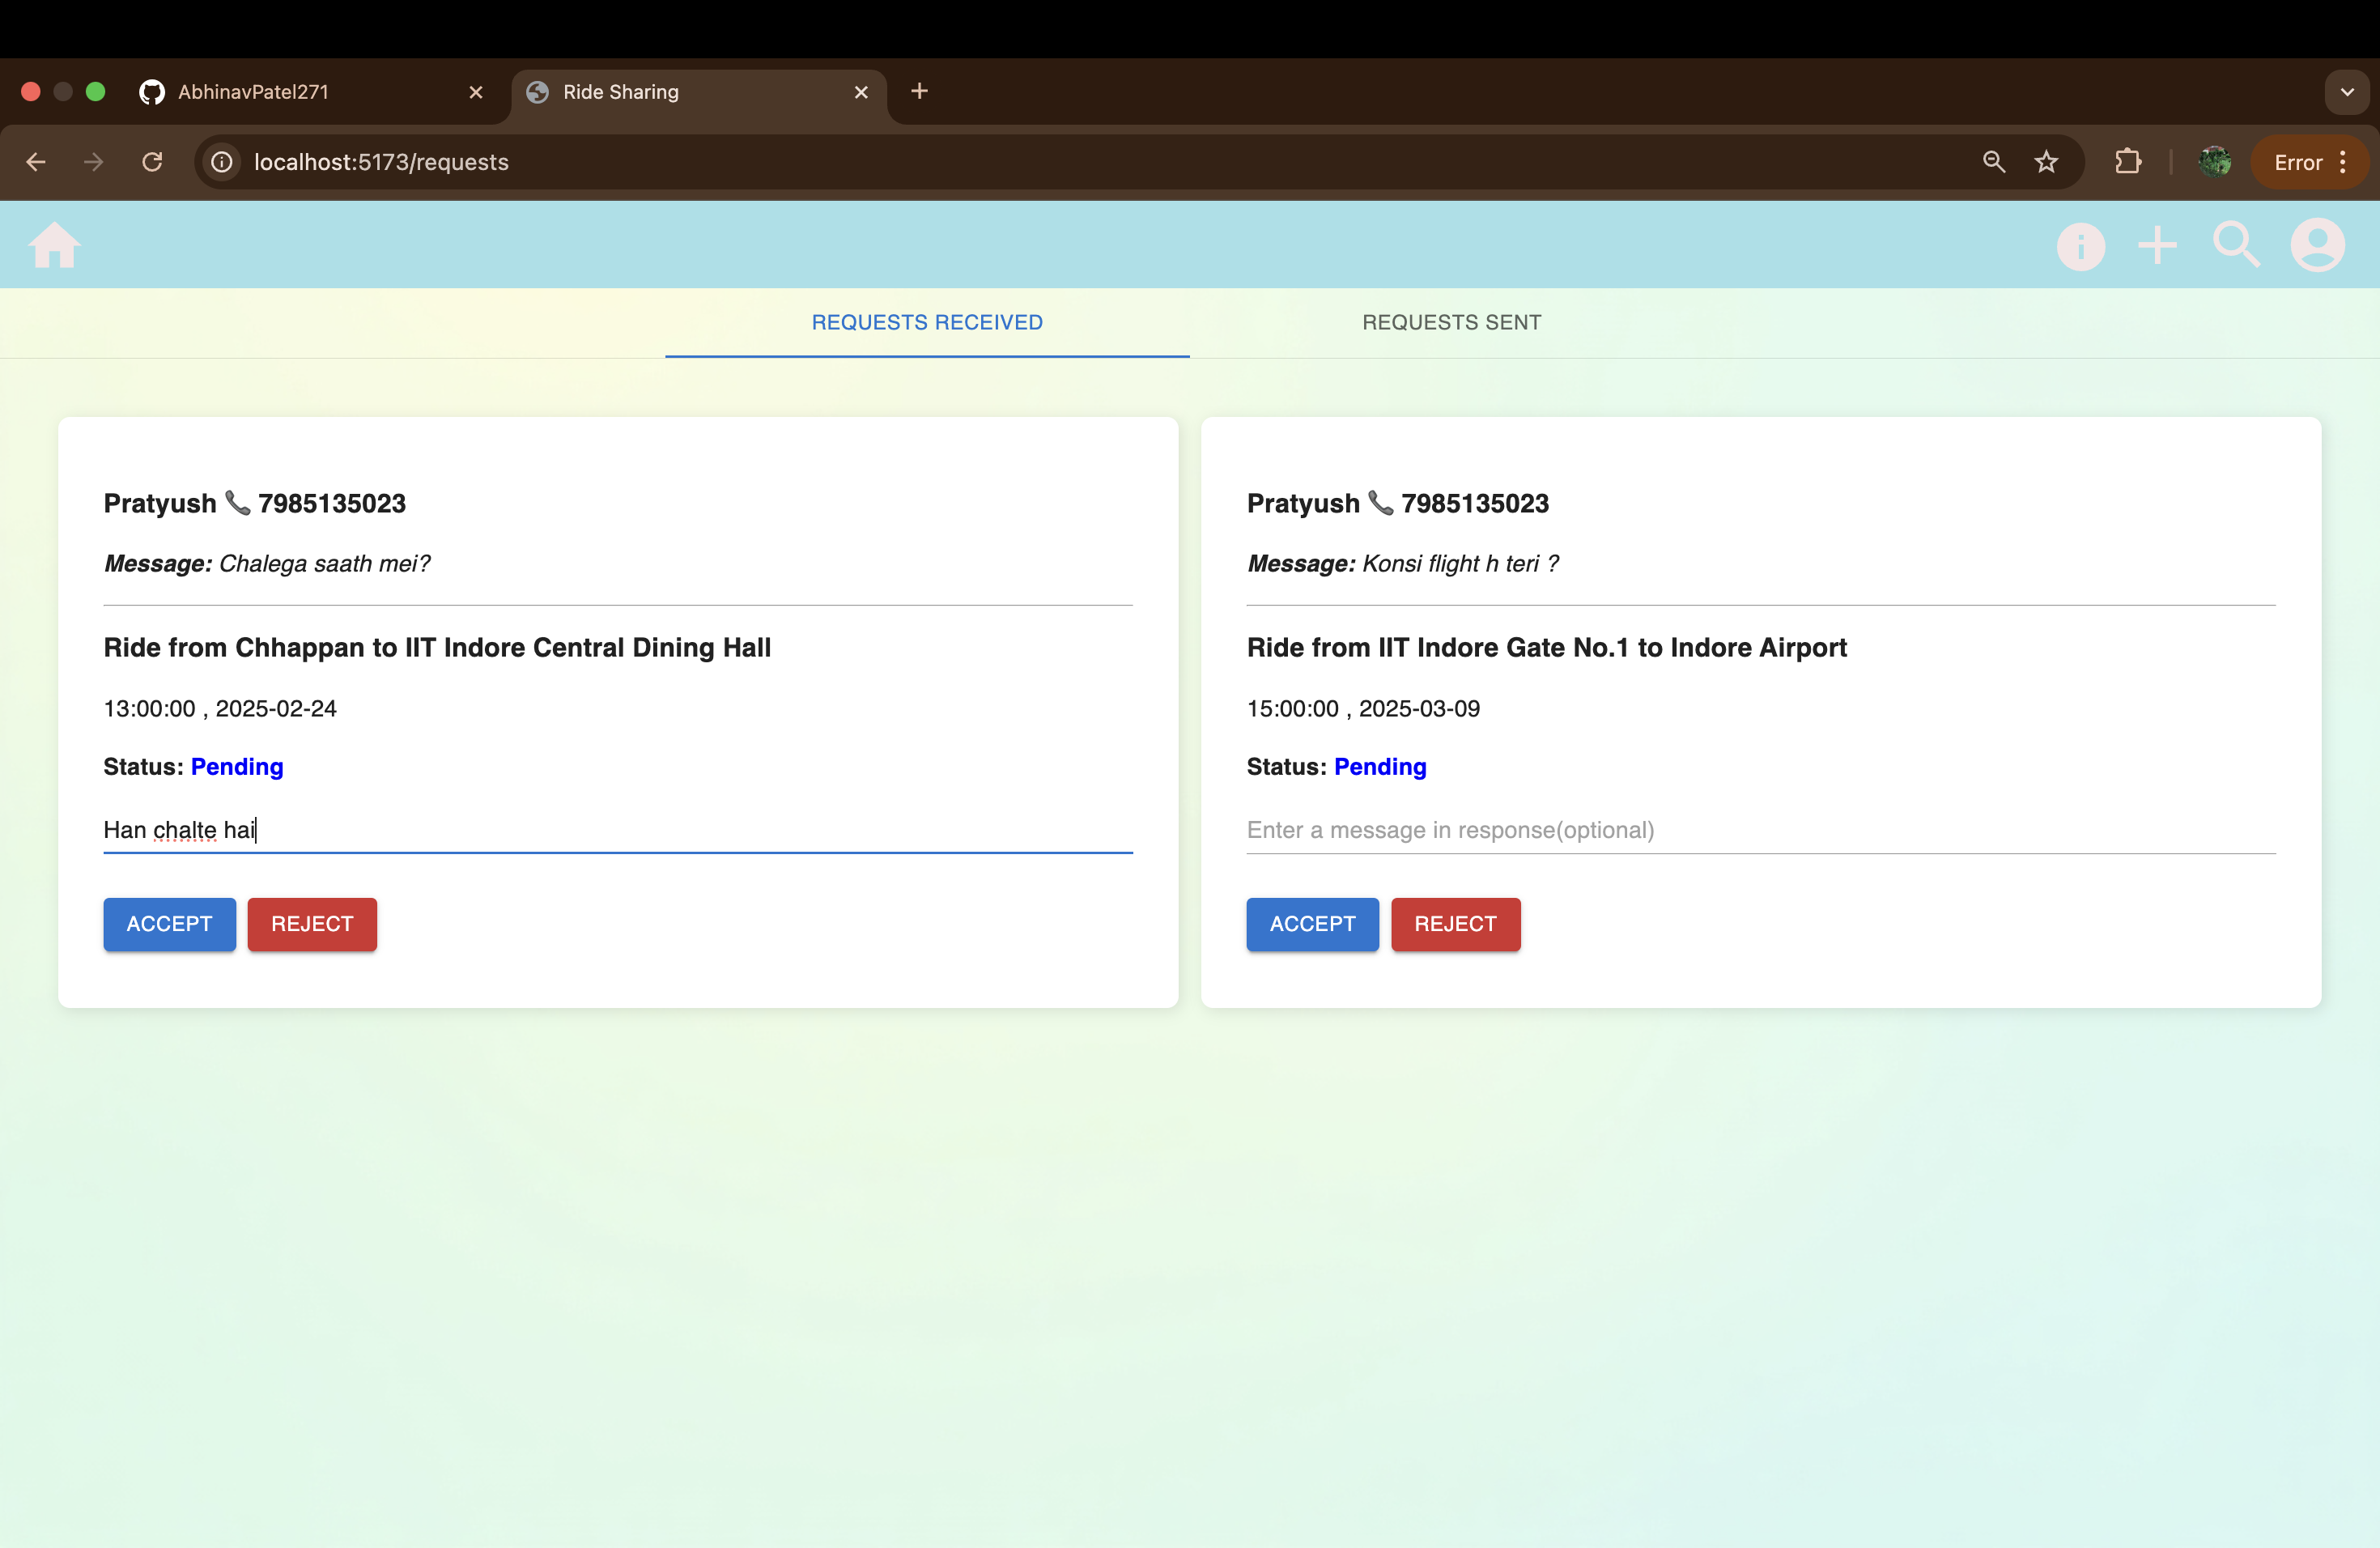 AbhinavPatel271
Ride Sharing
localhost:5173/requests
Error
REQUESTS RECEIVED
REQUESTS SENT
Pratyush 📞 7985135023
Message: Chalega saath mei?
Ride from Chhappan to IIT Indore Central Dining Hall
13:00:00 , 2025-02-24
Status: Pending
Han chalte hai
ACCEPT
REJECT
Pratyush 📞 7985135023
Message: Konsi flight h teri ?
Ride from IIT Indore Gate No.1 to Indore Airport
15:00:00 , 2025-03-09
Status: Pending
Enter a message in response(optional)
ACCEPT
REJECT